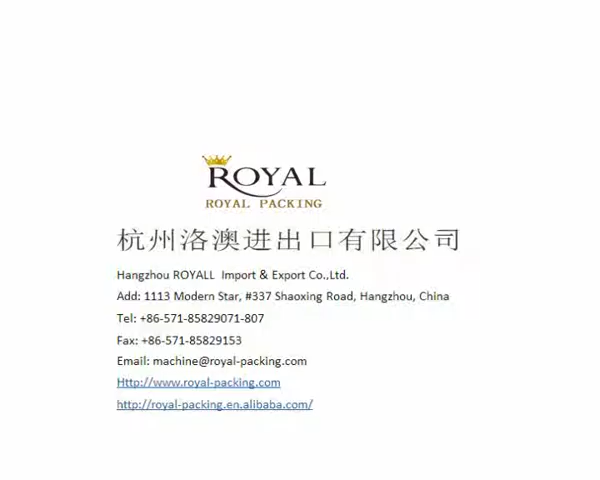 ROYAL
ROYAL PACKING
杭州洛澳进出口有限公司
Hangzhou ROYALL Import & Export Co.,Ltd.
Add: 1113 Modern Star, #337 Shaoxing Road, Hangzhou, China
Tel: +86-571-85829071-807
Fax: +86-571-85829153
Email: machine@royal-packing.com
Http://www.royal-packing.com
http://royal-packing.en.alibaba.com/